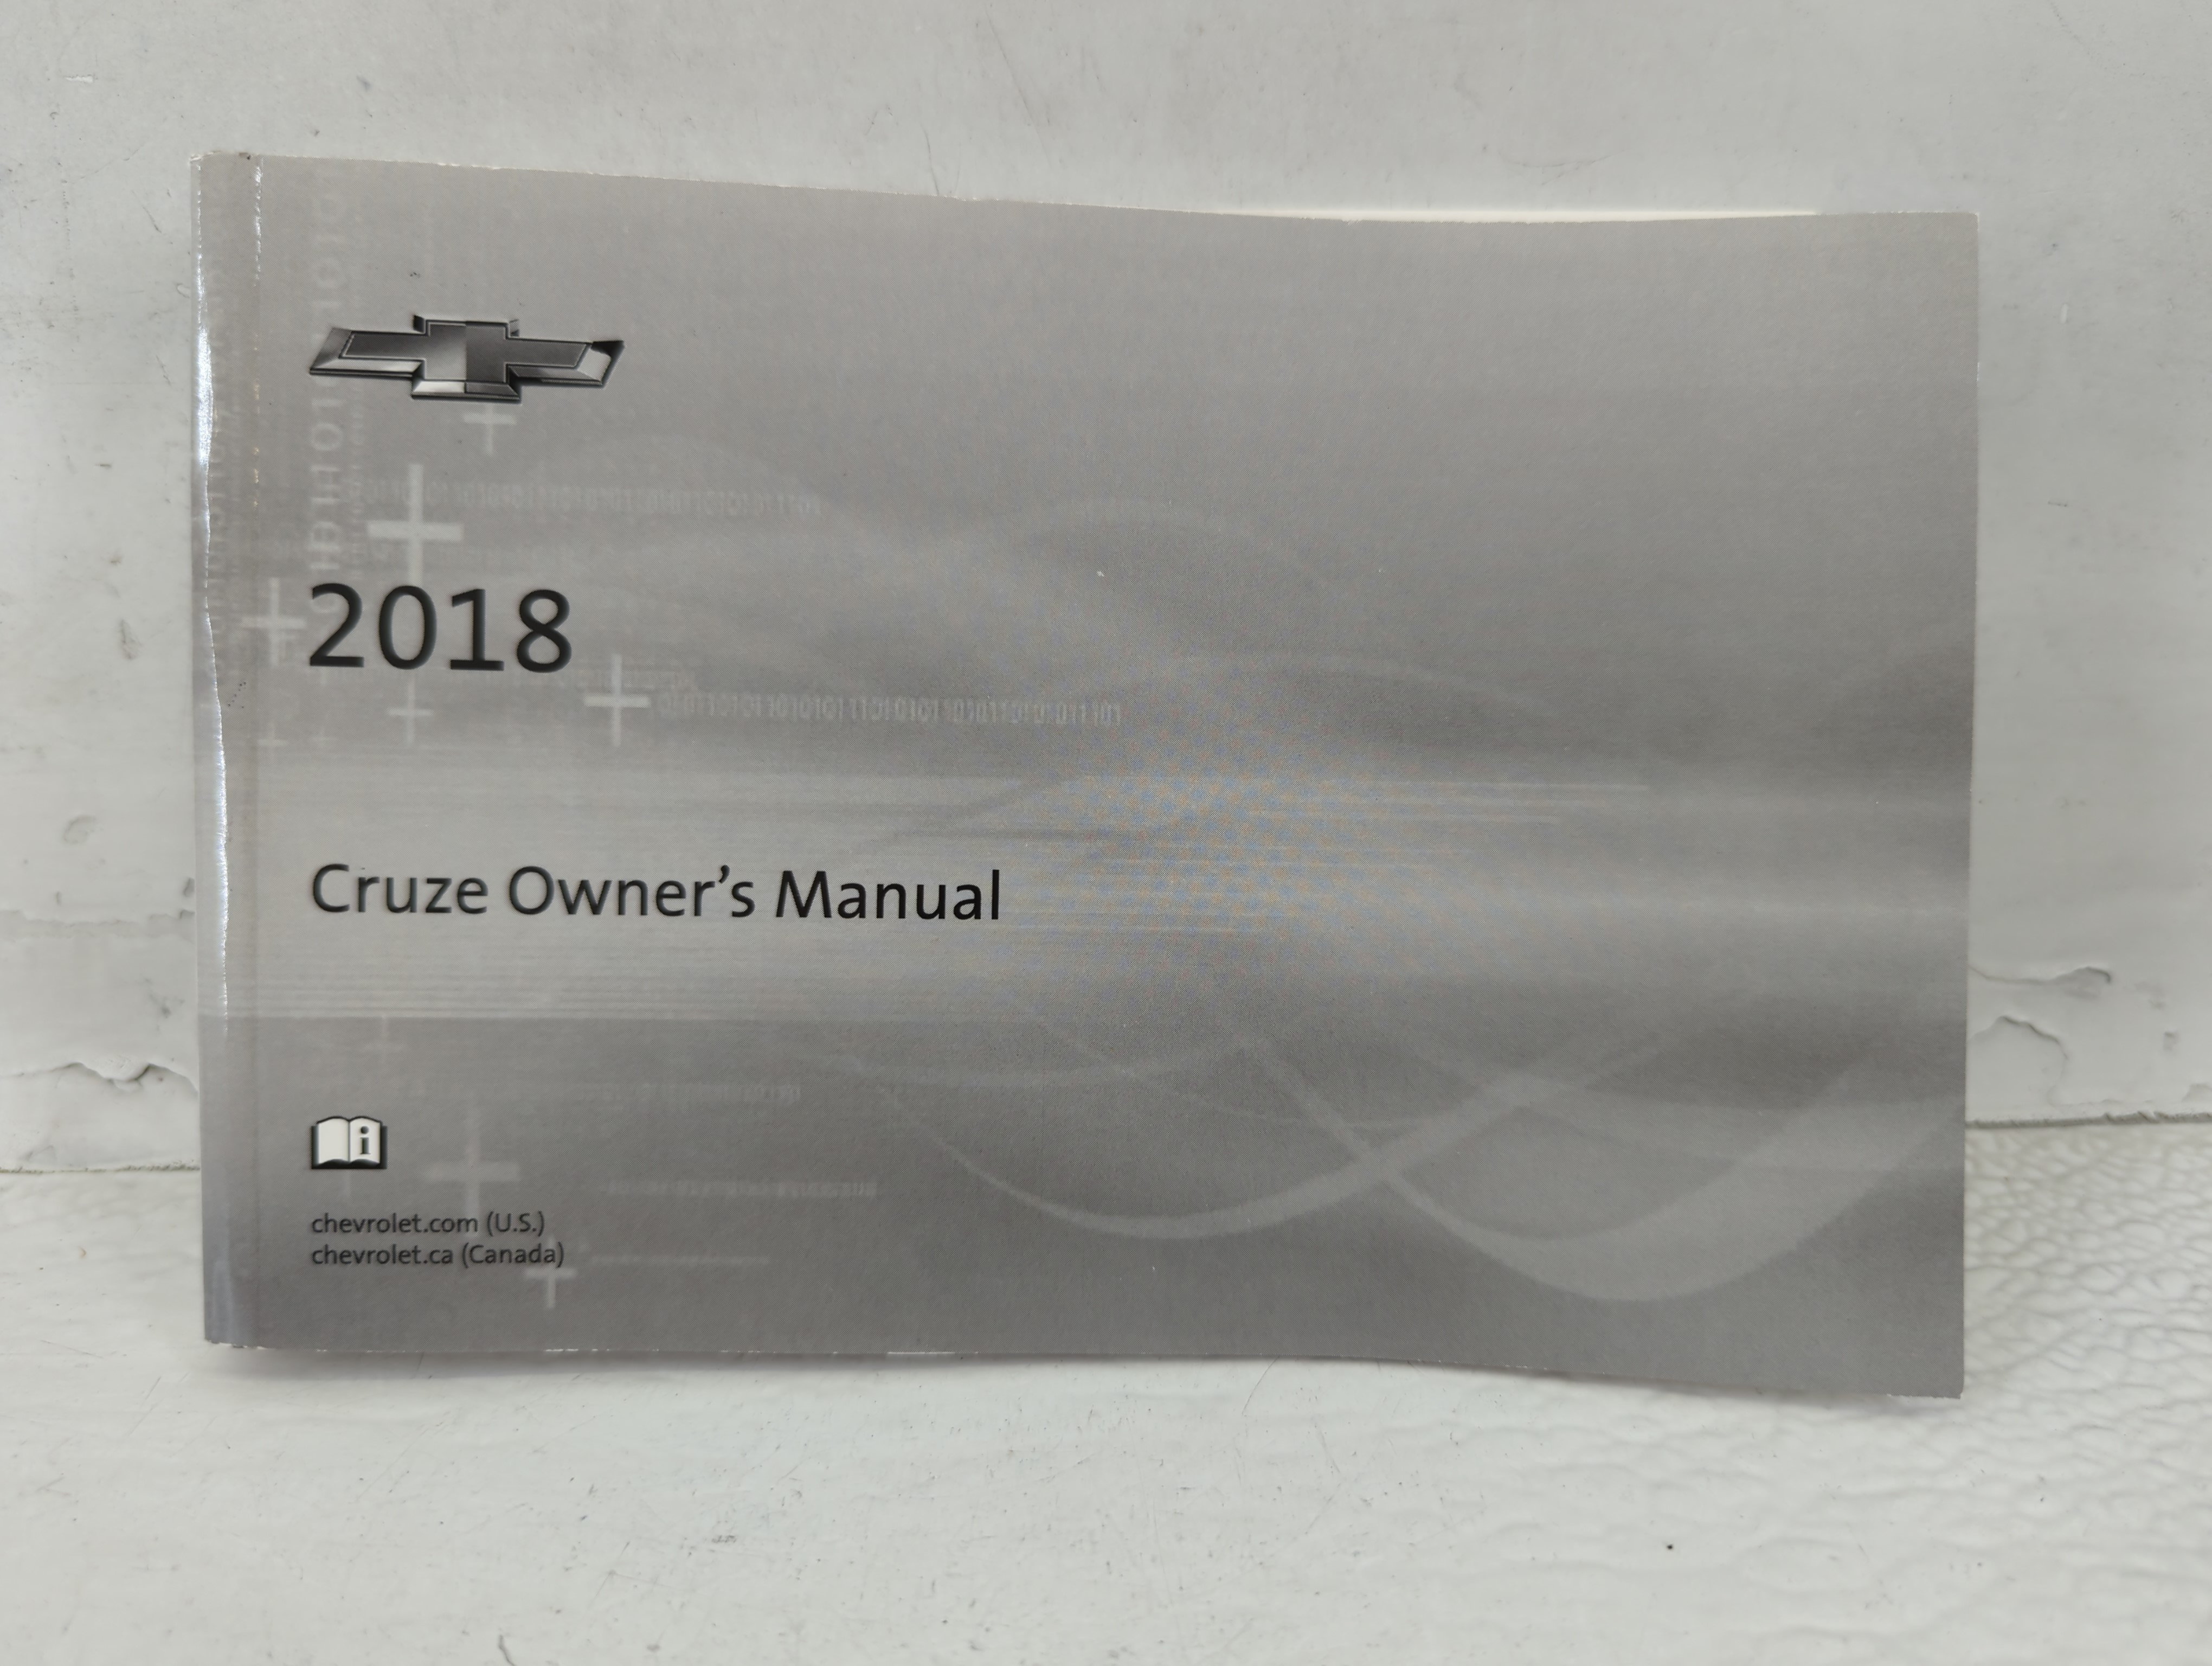 2018
Cruze Owner's Manual
chevrolet.com (U.S.)
chevrolet.ca (Canada)